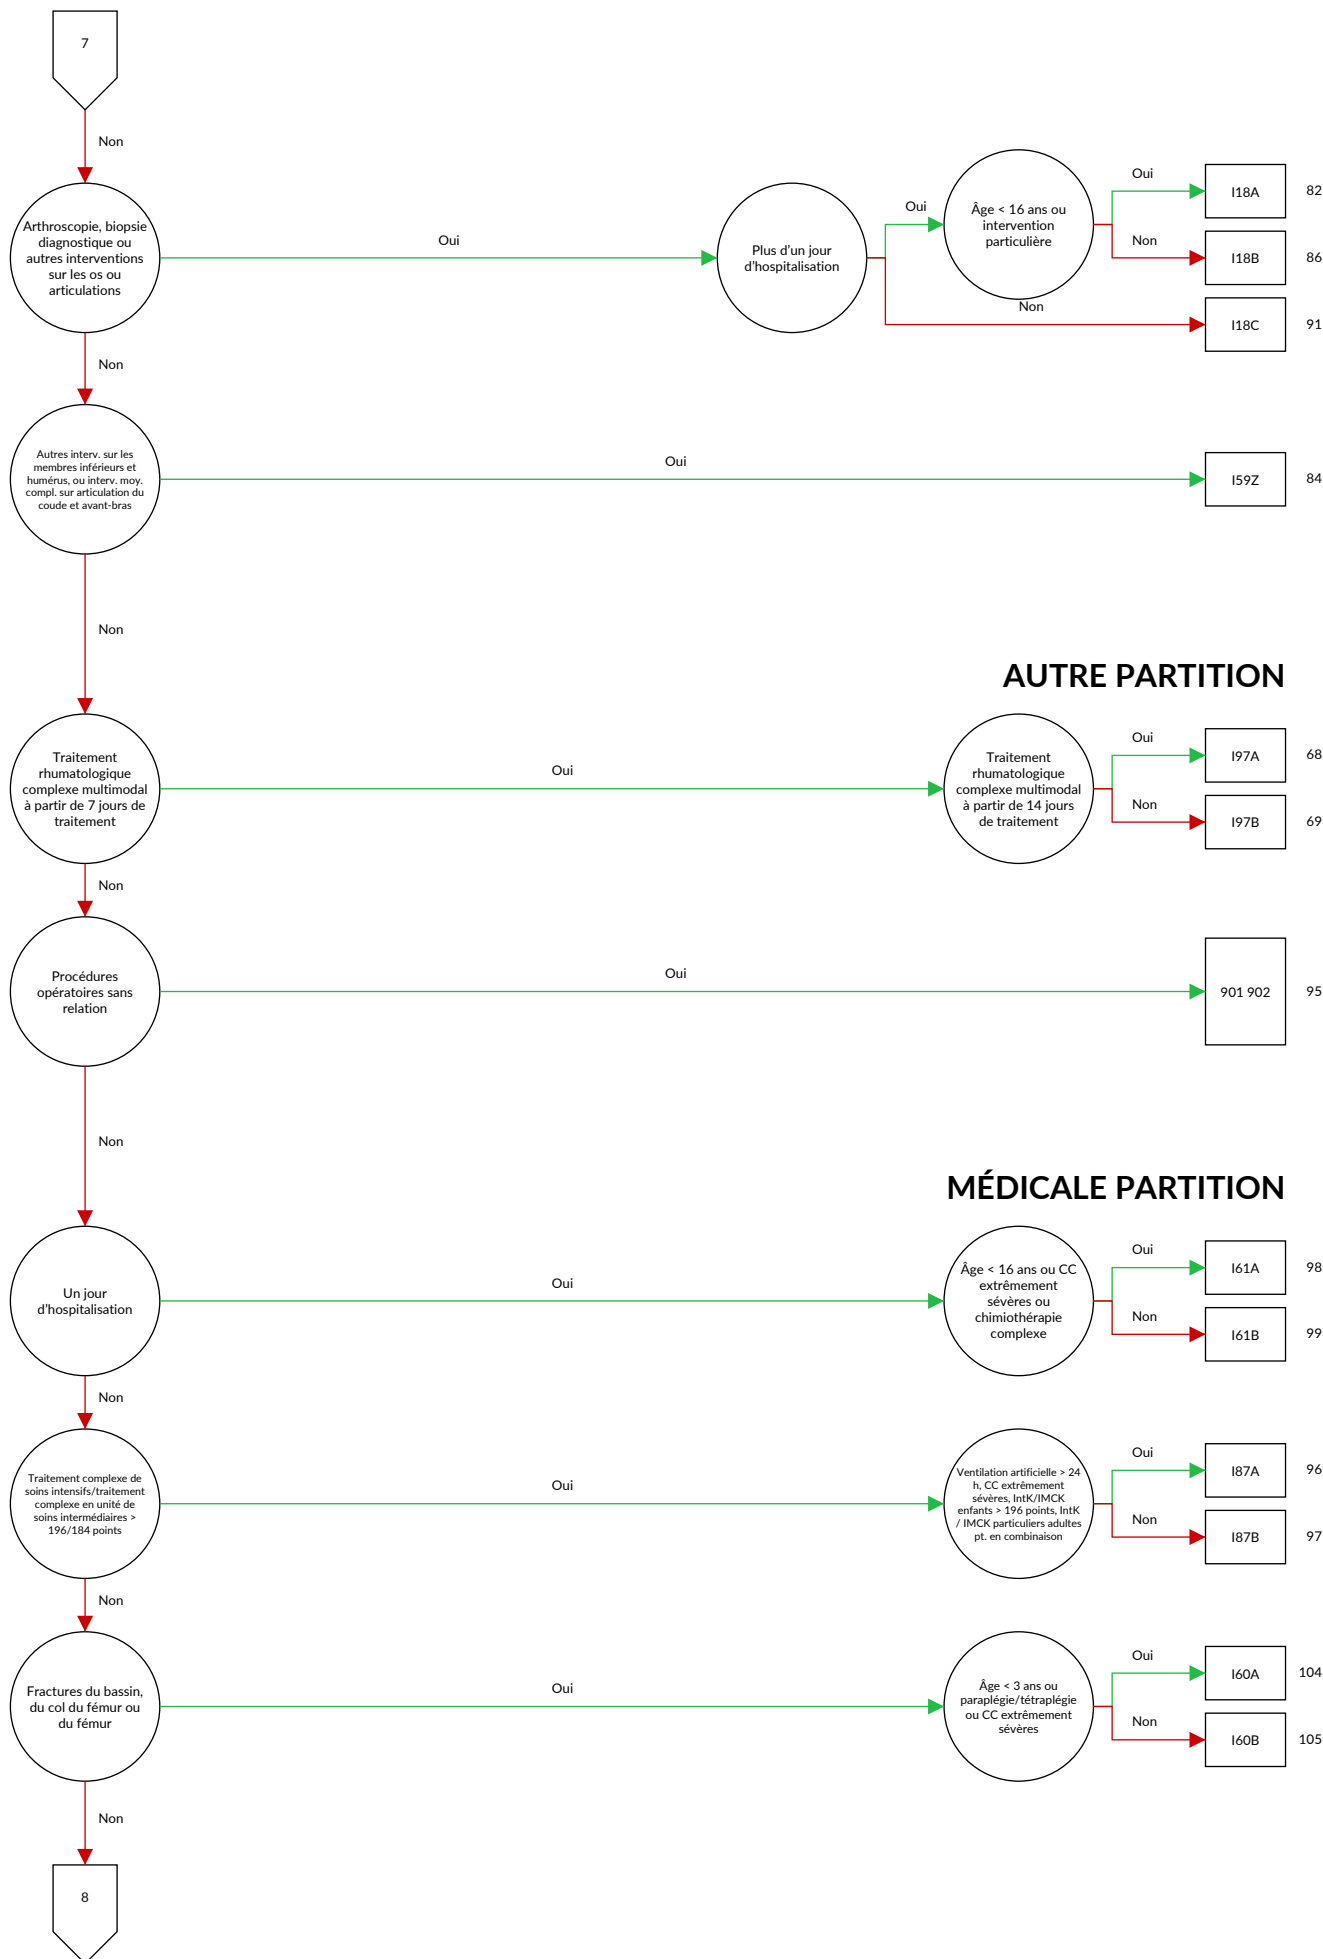 7
Non
Arthroscopie, biopsie
diagnostique ou
autres interventions
sur les os ou
articulations
Oui
Plus d'un jour
d'hospitalisation
Oui
Âge < 16 ans ou
intervention
particulière
Oui
I18A
82
Non
I18B
86
Non
I18C
91
Non
Autres interv. sur les
membres inférieurs et
humérus, ou interv. moy.
compl. sur articulation du
coude et avant-bras
Oui
I59Z
84
Non
AUTRE PARTITION
Traitement
rhumatologique
complexe multimodal
à partir de 7 jours de
traitement
Oui
Traitement
rhumatologique
complexe multimodal
à partir de 14 jours
de traitement
Oui
I97A
68
Non
I97B
69
Non
Procédures
opératoires sans
relation
Oui
901 902
95
Non
MÉDICALE PARTITION
Un jour
d'hospitalisation
Oui
Âge < 16 ans ou CC
extrêmement
sévères ou
chimiothérapie
complexe
Oui
I61A
98
Non
I61B
99
Non
Traitement complexe de
soins intensifs/traitement
complexe en unité de
soins intermédiaires >
196/184 points
Oui
Ventilation artificielle > 24
h, CC extrêmement
sévères, IntK/IMCK
enfants > 196 points, IntK
/ IMCK particuliers adultes
pt. en combinaison
Oui
I87A
96
Non
I87B
97
Non
Fractures du bassin,
du col du fémur ou
du fémur
Oui
Âge < 3 ans ou
paraplégie/tétraplégie
ou CC extrêmement
sévères
Oui
I60A
104
Non
I60B
105
Non
8